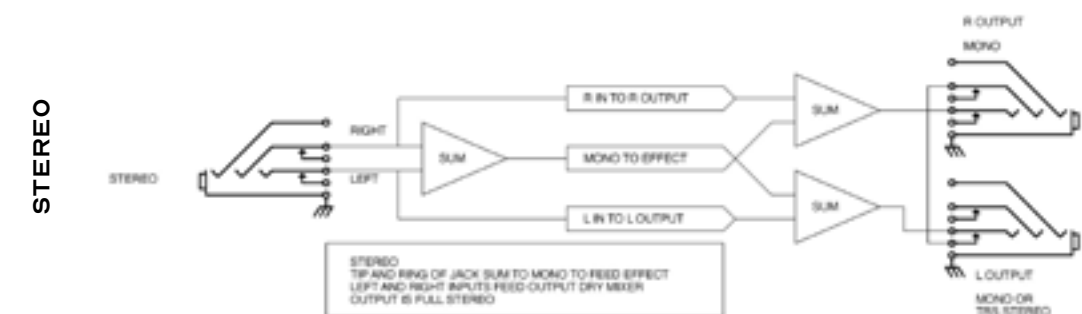 STEREO
STEREO
RIGHT
LEFT
SUM
R IN TO R OUTPUT
MONO TO EFFECT
L IN TO L OUTPUT
SUM
SUM
R OUTPUT
MONO
L OUTPUT
MONO OR
TRS STEREO
STEREO
TIP AND RING OF JACK SUM TO MONO TO FEED EFFECT
LEFT AND RIGHT INPUTS FEED OUTPUT DRY MIXER
OUTPUT IS FULL STEREO